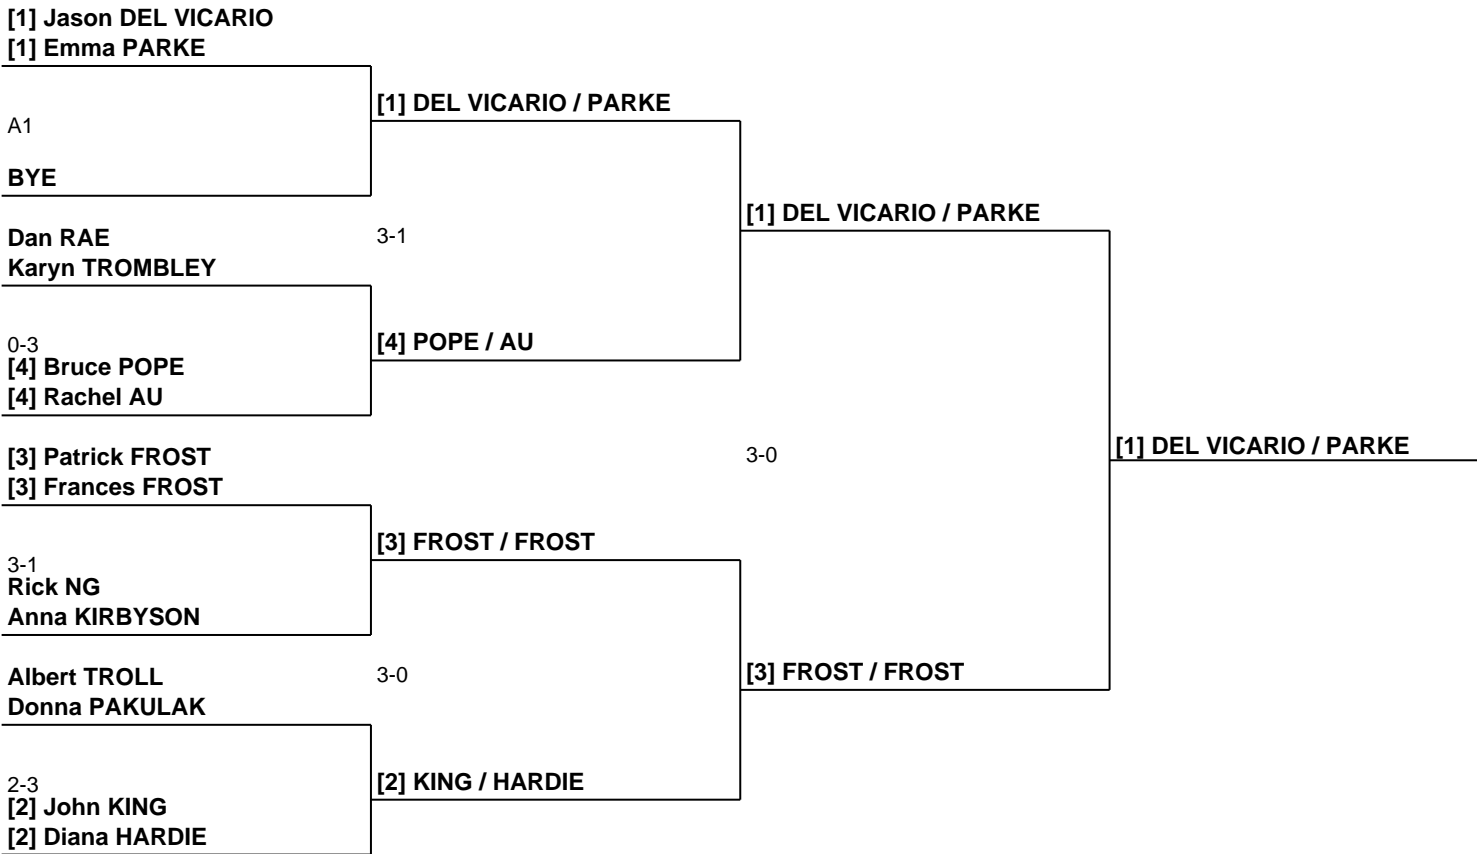 [1] Jason DEL VICARIO
[1] Emma PARKE
[1] DEL VICARIO / PARKE
A1
BYE
[1] DEL VICARIO / PARKE
Dan RAE
3-1
Karyn TROMBLEY
[4] POPE / AU
0-3
[4] Bruce POPE
[4] Rachel AU
[1] DEL VICARIO / PARKE
[3] Patrick FROST
3-0
[3] Frances FROST
[3] FROST / FROST
3-1
Rick NG
Anna KIRBYSON
[3] FROST / FROST
Albert TROLL
3-0
Donna PAKULAK
[2] KING / HARDIE
2-3
[2] John KING
[2] Diana HARDIE